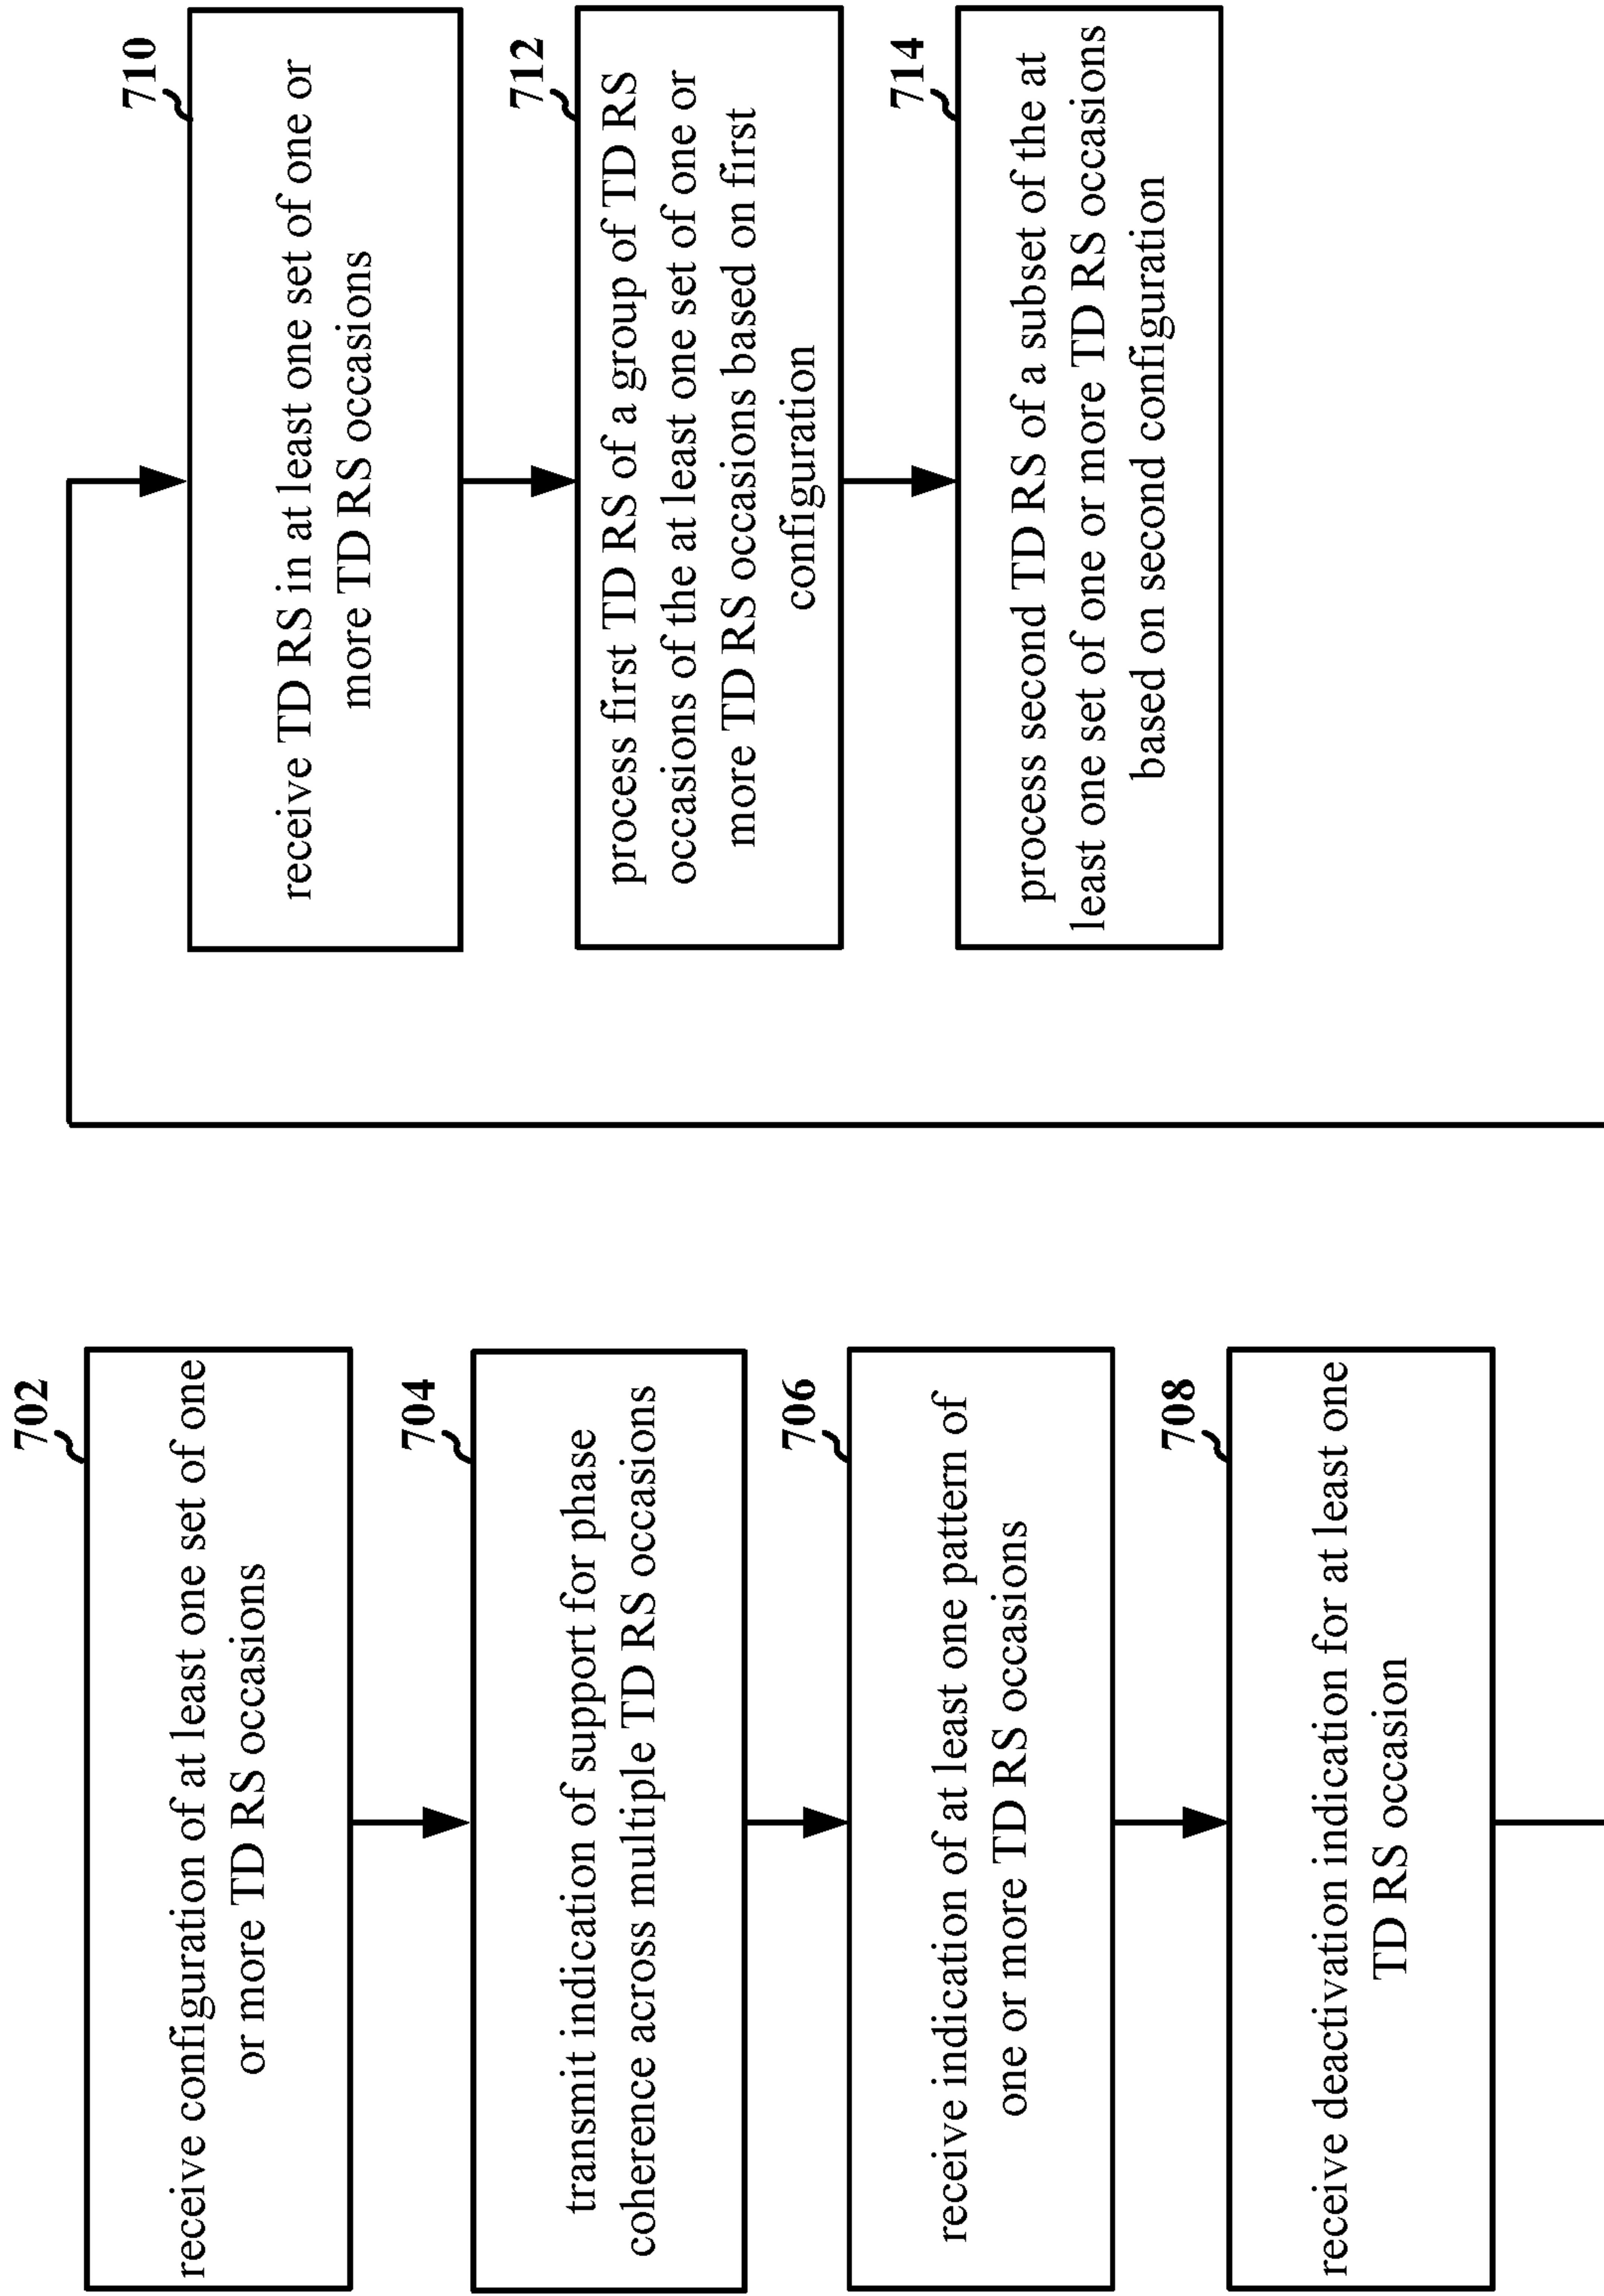 702
receive configuration of at least one set of one
or more TD RS occasions
704
transmit indication of support for phase
coherence across multiple TD RS occasions
706
receive indication of at least one pattern of
one or more TD RS occasions
708
receive deactivation indication for at least one
TD RS occasion
710
receive TD RS in at least one set of one or
more TD RS occasions
712
process first TD RS of a group of TD RS
occasions of the at least one set of one or
more TD RS occasions based on first
configuration
714
process second TD RS of a subset of the at
least one set of one or more TD RS occasions
based on second configuration